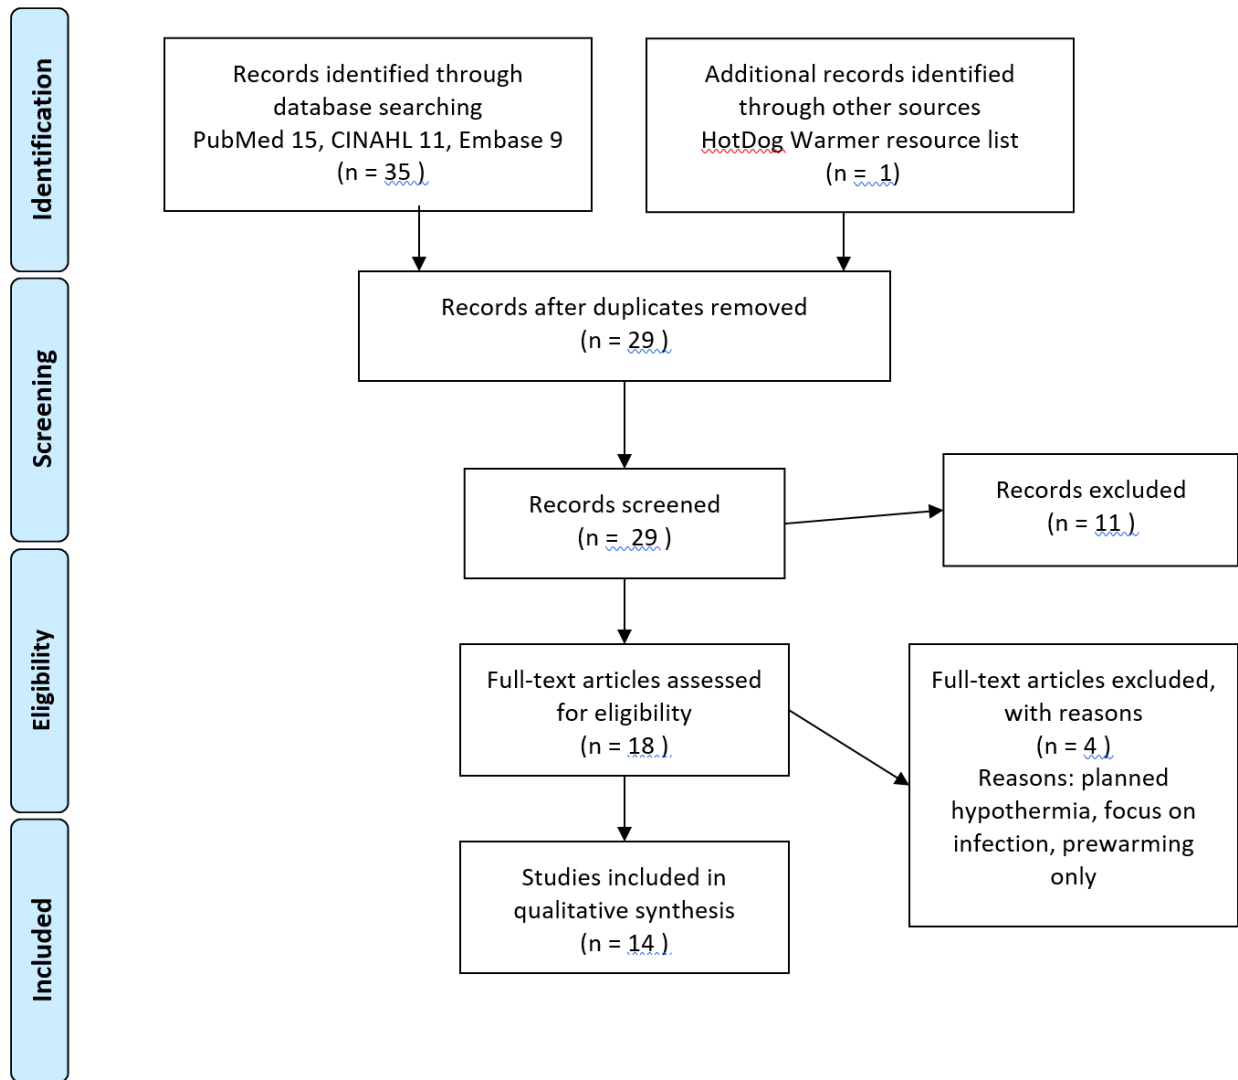 Identification
Records identified through
database searching
PubMed 15, CINAHL 11, Embase 9
(n = 35 )
Additional records identified
through other sources
HotDog Warmer resource list
(n =  1)
Screening
Records after duplicates removed
(n = 29 )
Records screened
(n =  29 )
Records excluded
(n = 11 )
Eligibility
Full-text articles assessed
for eligibility
(n = 18 )
Full-text articles excluded,
with reasons
(n = 4 )
Reasons: planned
hypothermia, focus on
infection, prewarming
only
Included
Studies included in
qualitative synthesis
(n = 14 )